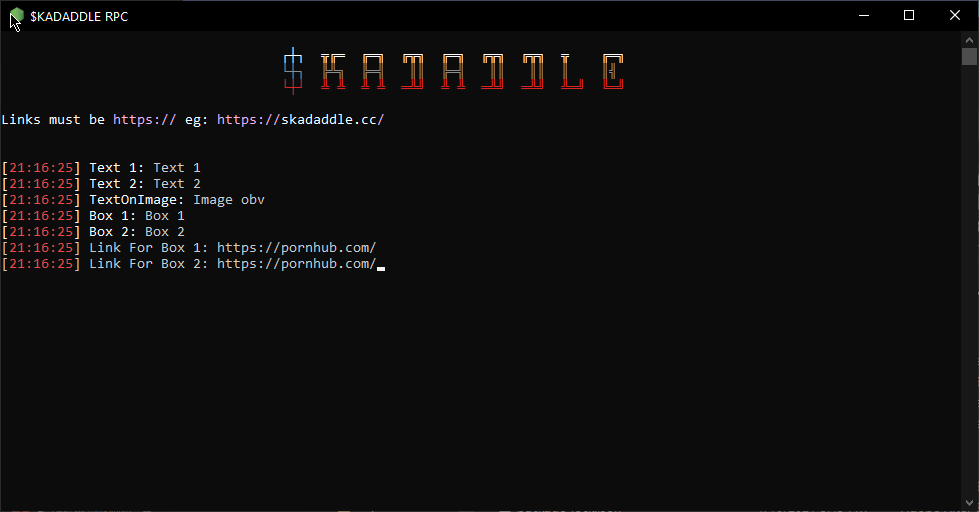 $KADADDLE RPC
$KADADDLE
Links must be https:// eg: https://skadaddle.cc/
[21:16:25] Text 1: Text 1
[21:16:25] Text 2: Text 2
[21:16:25] TextOnImage: Image obv
[21:16:25] Box 1: Box 1
[21:16:25] Box 2: Box 2
[21:16:25] Link For Box 1: https://pornhub.com/
[21:16:25] Link For Box 2: https://pornhub.com/